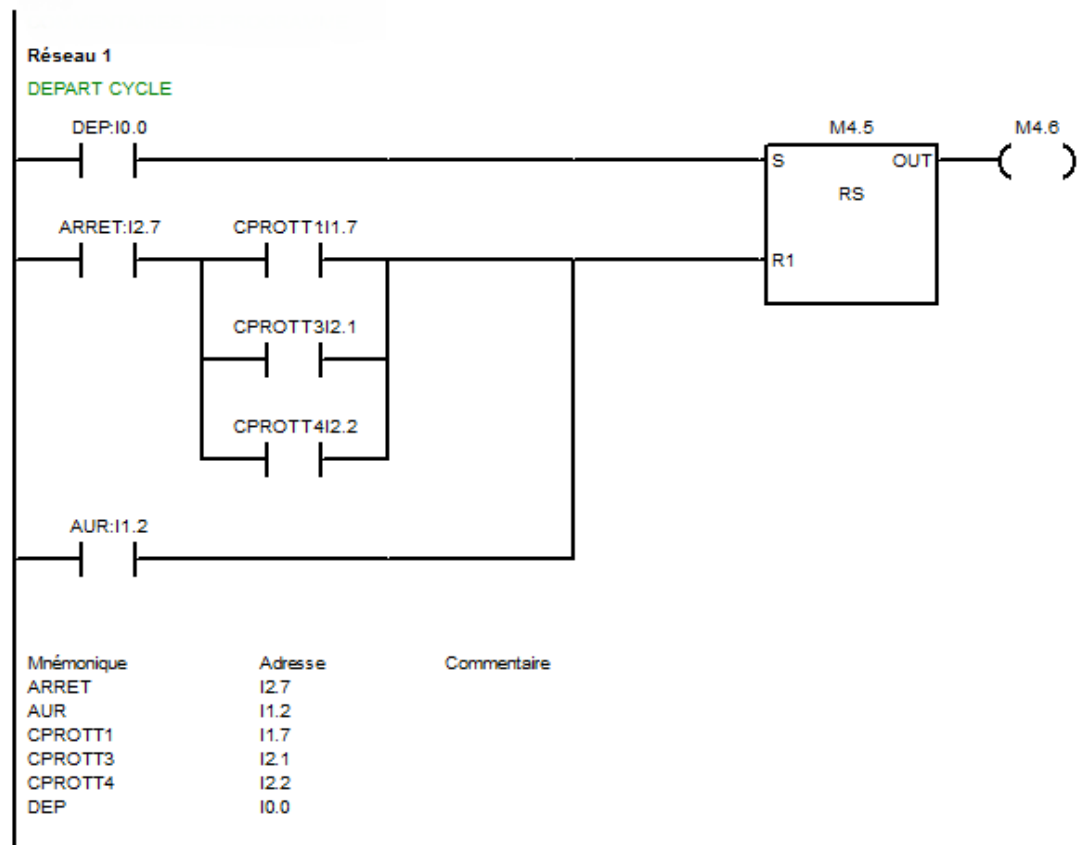 Réseau 1
DEPART CYCLE
DEP:I0.0
M4.5
M4.6
S
OUT
RS
ARRET:I2.7
CPROTT1:I1.7
R1
CPROTT3I2.1
CPROTT4I2.2
AUR:I1.2
Mnémonique Adresse Commentaire
ARRET I2.7
AUR I1.2
CPROTT1 I1.7
CPROTT3 I2.1
CPROTT4 I2.2
DEP I0.0